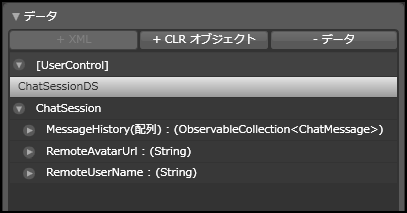 データ
+ XML
+ CLR オブジェクト
- データ
[UserControl]
ChatSessionDS
ChatSession
MessageHistory(配列) : (ObservableCollection<ChatMessage>)
RemoteAvatarUrl : (String)
RemoteUserName : (String)